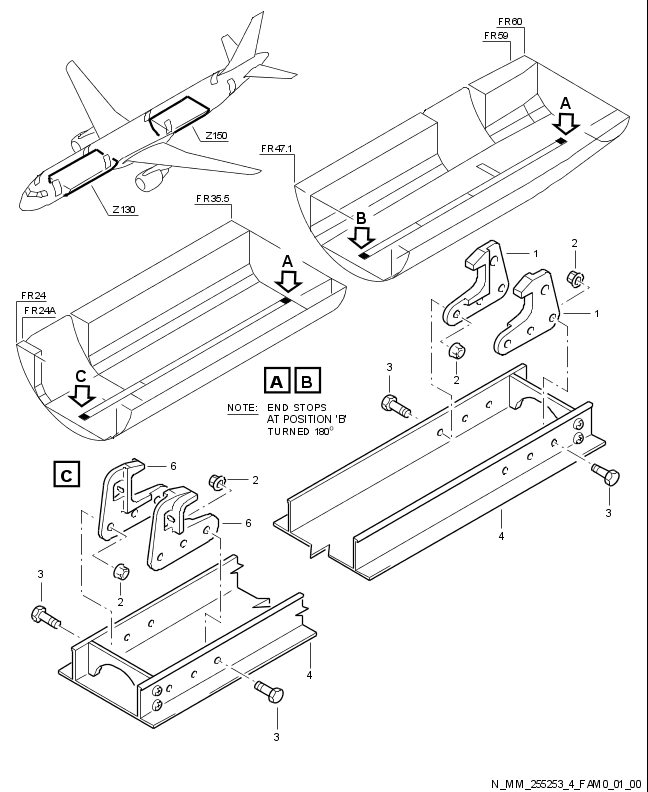 FR60
FR59
A
Z150
FR47.1
Z130
FR35.5
B
A
FR24
FR24A
C
1
2
1
2
3
A B
NOTE: END STOPS
AT POSITION 'B'
TURNED 180°
C
6
2
6
4
3
3
2
3
4
3
N_MM_255253_4_FAM0_01_00